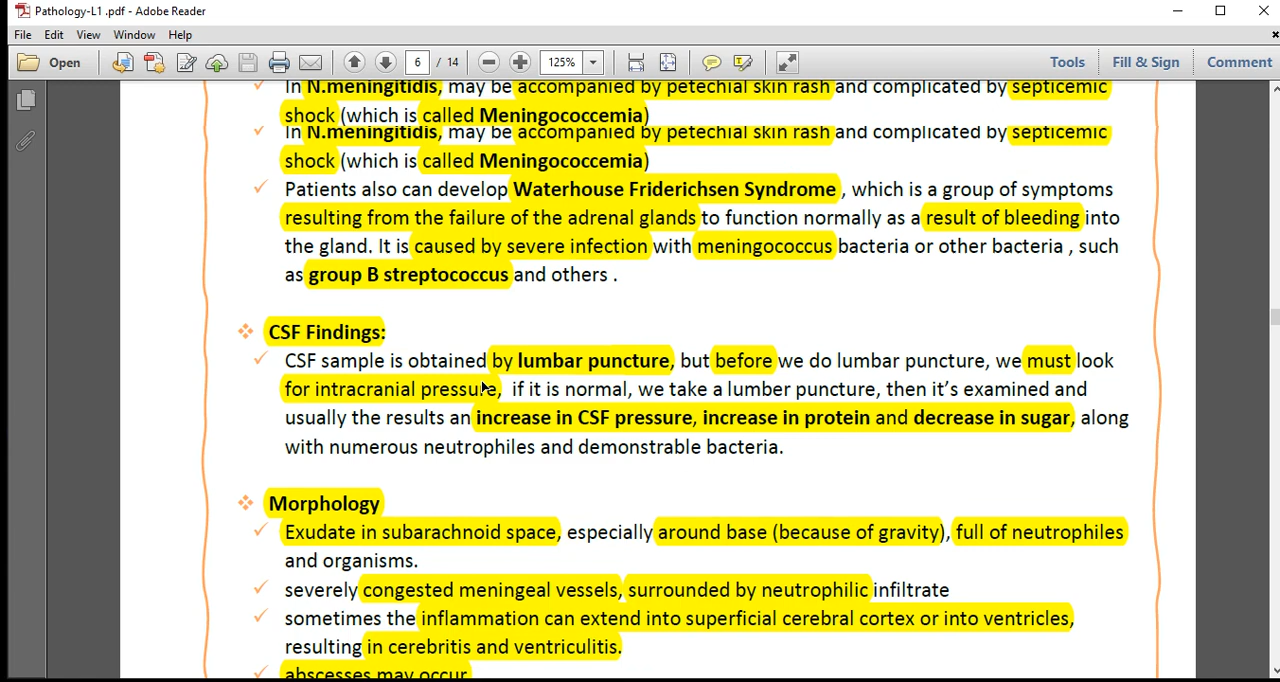 Pathology-L1 .pdf - Adobe Reader
File Edit View Window Help
Open 6 / 14 125% Tools Fill & Sign Comment
In N.meningitidis, may be accompanied by petechial skin rash and complicated by septicemic
shock (which is called Meningococcemia)
In N.meningitidis, may be accompanied by petechial skin rash and complicated by septicemic
shock (which is called Meningococcemia)
Patients also can develop Waterhouse Friderichsen Syndrome , which is a group of symptoms
resulting from the failure of the adrenal glands to function normally as a result of bleeding into
the gland. It is caused by severe infection with meningococcus bacteria or other bacteria , such
as group B streptococcus and others .
CSF Findings:
CSF sample is obtained by lumbar puncture, but before we do lumbar puncture, we must look
for intracranial pressure, if it is normal, we take a lumber puncture, then it's examined and
usually the results an increase in CSF pressure, increase in protein and decrease in sugar, along
with numerous neutrophiles and demonstrable bacteria.
Morphology
Exudate in subarachnoid space, especially around base (because of gravity), full of neutrophiles
and organisms.
severely congested meningeal vessels, surrounded by neutrophilic infiltrate
sometimes the inflammation can extend into superficial cerebral cortex or into ventricles,
resulting in cerebritis and ventriculitis.
abscesses may occur